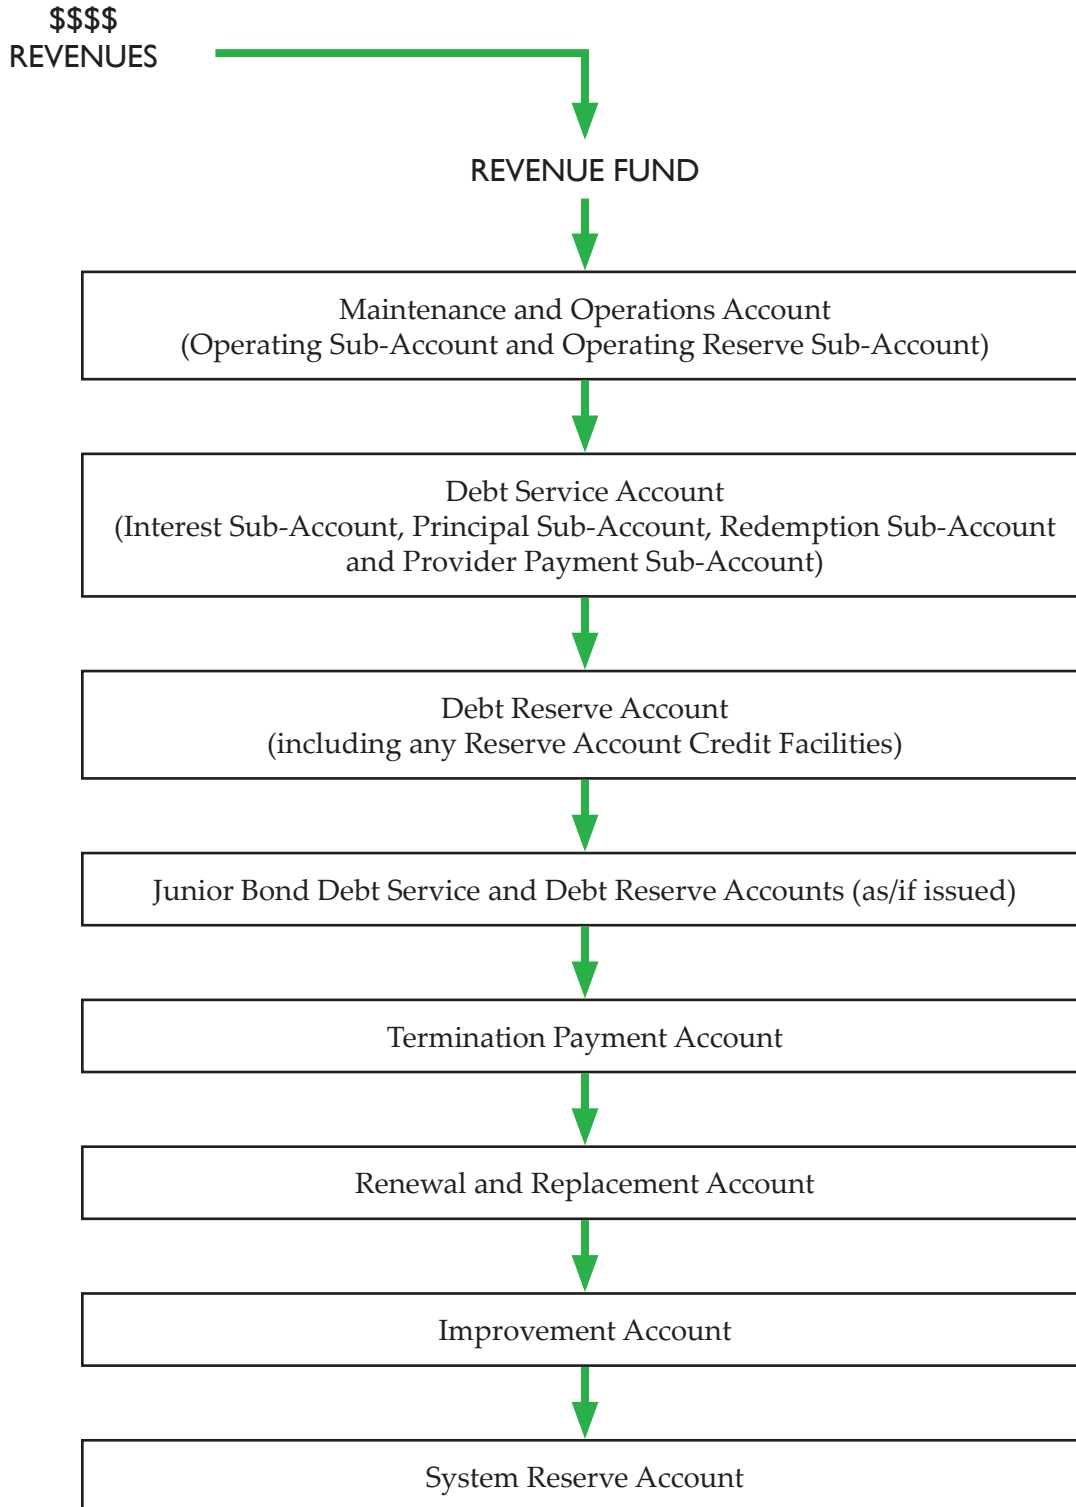 $$$$
REVENUES
REVENUE FUND
Maintenance and Operations Account
(Operating Sub-Account and Operating Reserve Sub-Account)
Debt Service Account
(Interest Sub-Account, Principal Sub-Account, Redemption Sub-Account
and Provider Payment Sub-Account)
Debt Reserve Account
(including any Reserve Account Credit Facilities)
Junior Bond Debt Service and Debt Reserve Accounts (as/if issued)
Termination Payment Account
Renewal and Replacement Account
Improvement Account
System Reserve Account